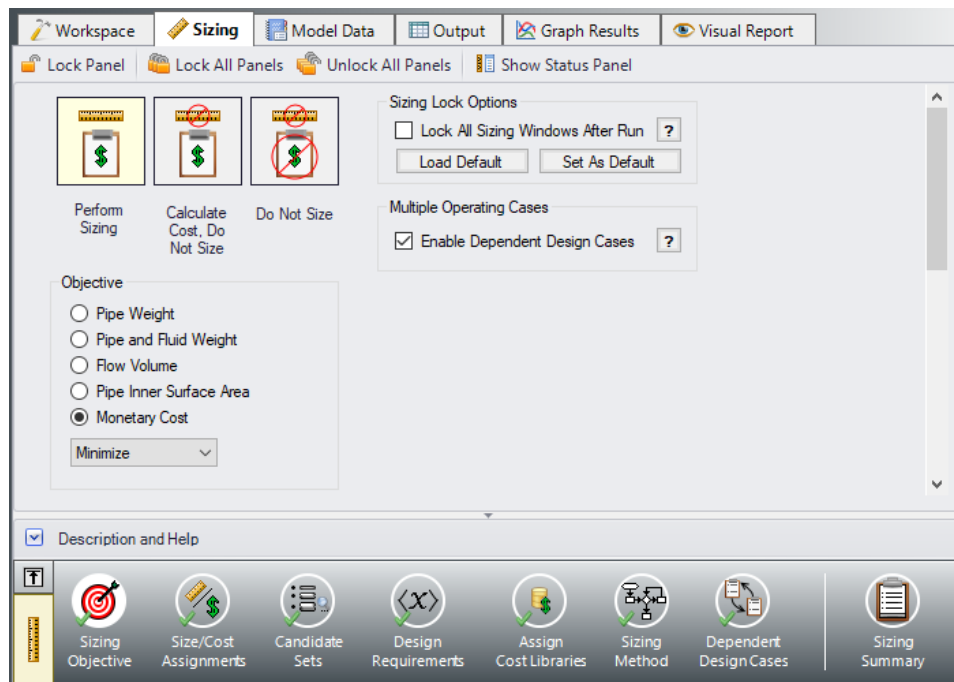 Workspace
Sizing
Model Data
Output
Graph Results
Visual Report
Lock Panel
Lock All Panels
Unlock All Panels
Show Status Panel
Perform
Sizing
Calculate
Cost, Do
Not Size
Do Not Size
Sizing Lock Options
Lock All Sizing Windows After Run
?
Load Default
Set As Default
Multiple Operating Cases
Enable Dependent Design Cases
?
Objective
Pipe Weight
Pipe and Fluid Weight
Flow Volume
Pipe Inner Surface Area
Monetary Cost
Minimize
Description and Help
Sizing
Objective
Size/Cost
Assignments
Candidate
Sets
Design
Requirements
Assign
Cost Libraries
Sizing
Method
Dependent
Design Cases
Sizing
Summary